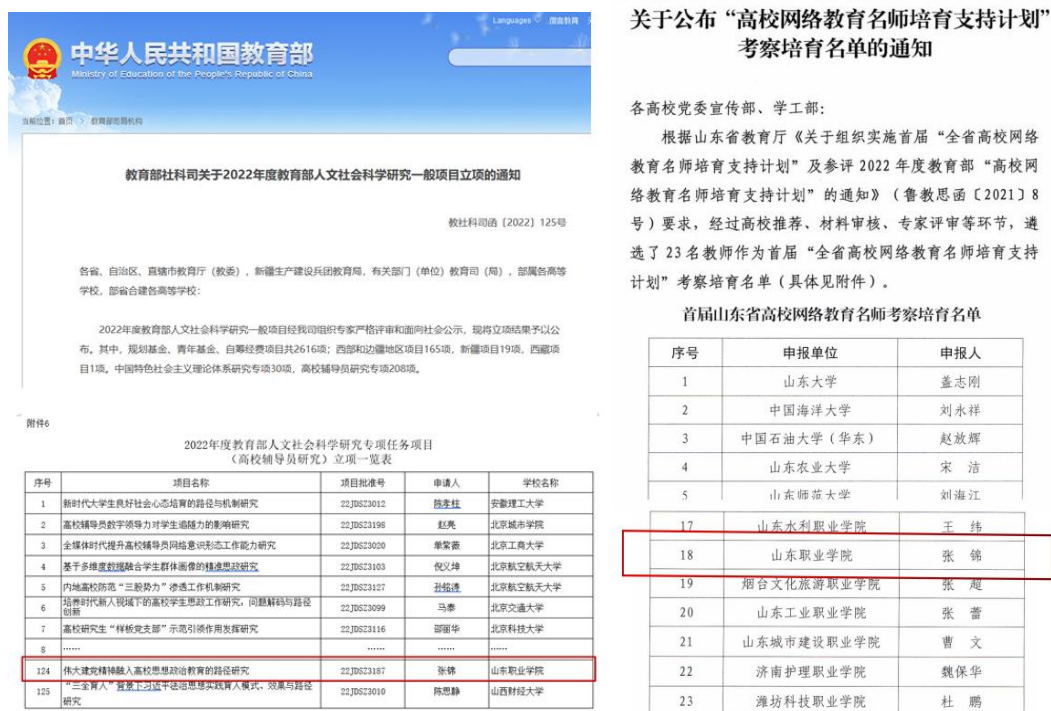 Languages
中华人民共和国教育部
Ministry of Education of the People's Republic of China
当前位置: 首页 > 教育部司局机构
教育部社科司关于2022年度教育部人文社会科学研究一般项目立项的通知
教社科司函〔2022〕125号
各省、自治区、直辖市教育厅（教委），新疆生产建设兵团教育局，有关部门（单位）教育司（局），部属各高等
学校、部省合建各高等学校：
2022年度教育部人文社会科学研究一般项目经我司组织专家严格评审和面向社会公示，现将立项结果予以公
布。其中，规划基金、青年基金、自筹经费项目共2616项；西部和边疆地区项目165项，新疆项目19项，西藏项
目1项。中国特色社会主义理论体系研究专项30项，高校辅导员研究专项208项。
附件6
2022年度教育部人文社会科学研究专项任务项目
（高校辅导员研究）立项一览表
序号 项目名称 项目批准号 申请人 学校名称
1 新时代大学生良好社会心态培育的路径与机制研究 22JDSZ3012 陈孝柱 安徽理工大学
2 高校辅导员数字领导力对学生追随力的影响研究 22JDSZ3198 赵亮 北京城市学院
3 全媒体时代提升高校辅导员网络意识形态工作能力研究 22JDSZ3020 单紫薇 北京工商大学
4 基于多维度数据融合学生群体画像的精准思政研究 22JDSZ3103 倪义坤 北京航空航天大学
5 内地高校防范“三股势力”渗透工作机制研究 22JDSZ3127 孙铭涛 北京航空航天大学
6 培养时代新人视域下的高校学生思政工作研究：问题解码与路径
创新 22JDSZ3099 马泰 北京交通大学
7 高校研究生“样板党支部”示范引领作用发挥研究 22JDSZ3116 邵丽华 北京科技大学
8 …… …… …… ……
124 伟大建党精神融入高校思想政治教育的路径研究 22JDSZ3187 张锦 山东职业学院
125 “三全育人”背景下习近平法治思想实践育人模式、效果与路径
研究 22JDSZ3010 陈思静 山西财经大学
关于公布“高校网络教育名师培育支持计划”
考察培育名单的通知
各高校党委宣传部、学工部：
根据山东省教育厅《关于组织实施首届“全省高校网络
教育名师培育支持计划”及参评2022年度教育部“高校网
络教育名师培育支持计划”的通知》（鲁教思函〔2021〕8
号）要求，经过高校推荐、材料审核、专家评审等环节，遴
选了23名教师作为首届“全省高校网络教育名师培育支持
计划”考察培育名单（具体见附件）。
首届山东省高校网络教育名师考察培育名单
序号 申报单位 申报人
1 山东大学 盖志刚
2 中国海洋大学 刘永祥
3 中国石油大学（华东） 赵放辉
4 山东农业大学 宋 洁
5 山东师范大学 刘海江
17 山东水利职业学院 王 纬
18 山东职业学院 张 锦
19 烟台文化旅游职业学院 张 超
20 山东工业职业学院 张 蕾
21 山东城市建设职业学院 曹 文
22 济南护理职业学院 魏保华
23 潍坊科技职业学院 杜 鹏